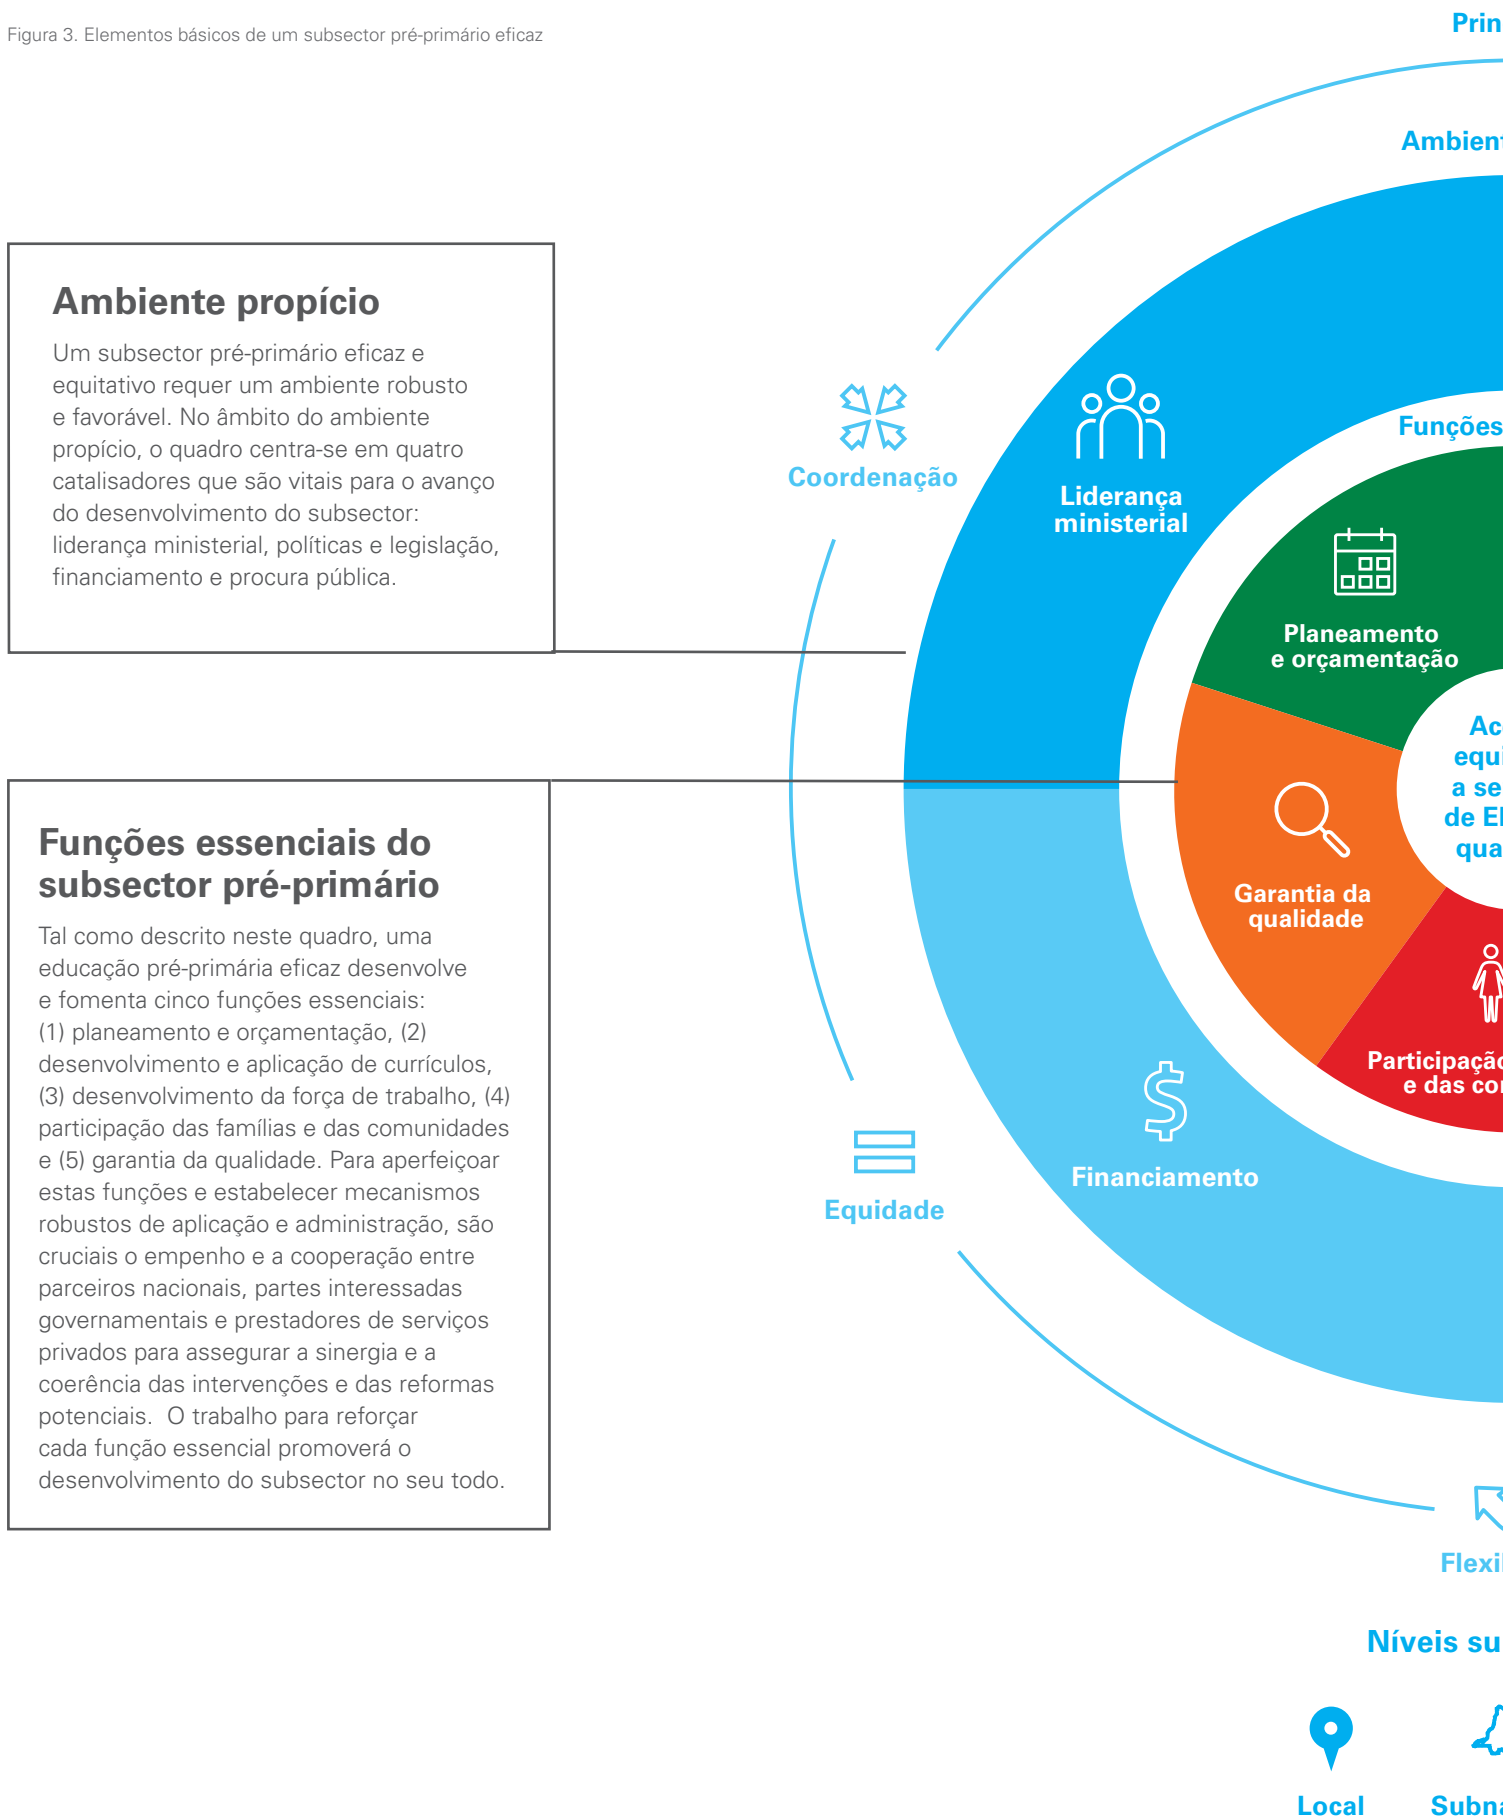 Figura 3. Elementos básicos de um subsector pré-primário eficaz
Ambiente propício
Um subsector pré-primário eficaz e
equitativo requer um ambiente robusto
e favorável. No âmbito do ambiente
propício, o quadro centra-se em quatro
catalisadores que são vitais para o avanço
do desenvolvimento do subsector:
liderança ministerial, políticas e legislação,
financiamento e procura pública.
Funções essenciais do
subsector pré-primário
Tal como descrito neste quadro, uma
educação pré-primária eficaz desenvolve
e fomenta cinco funções essenciais:
(1) planeamento e orçamentação, (2)
desenvolvimento e aplicação de currículos,
(3) desenvolvimento da força de trabalho, (4)
participação das famílias e das comunidades
e (5) garantia da qualidade. Para aperfeiçoar
estas funções e estabelecer mecanismos
robustos de aplicação e administração, são
cruciais o empenho e a cooperação entre
parceiros nacionais, partes interessadas
governamentais e prestadores de serviços
privados para assegurar a sinergia e a
coerência das intervenções e das reformas
potenciais. O trabalho para reforçar
cada função essencial promoverá o
desenvolvimento do subsector no seu todo.
Coordenação
Equidade
Liderança
ministerial
Financiamento
Funções
Planeamento
e orçamentação
Garantia da
qualidade
Participação
e das
a
de
Níveis
Local